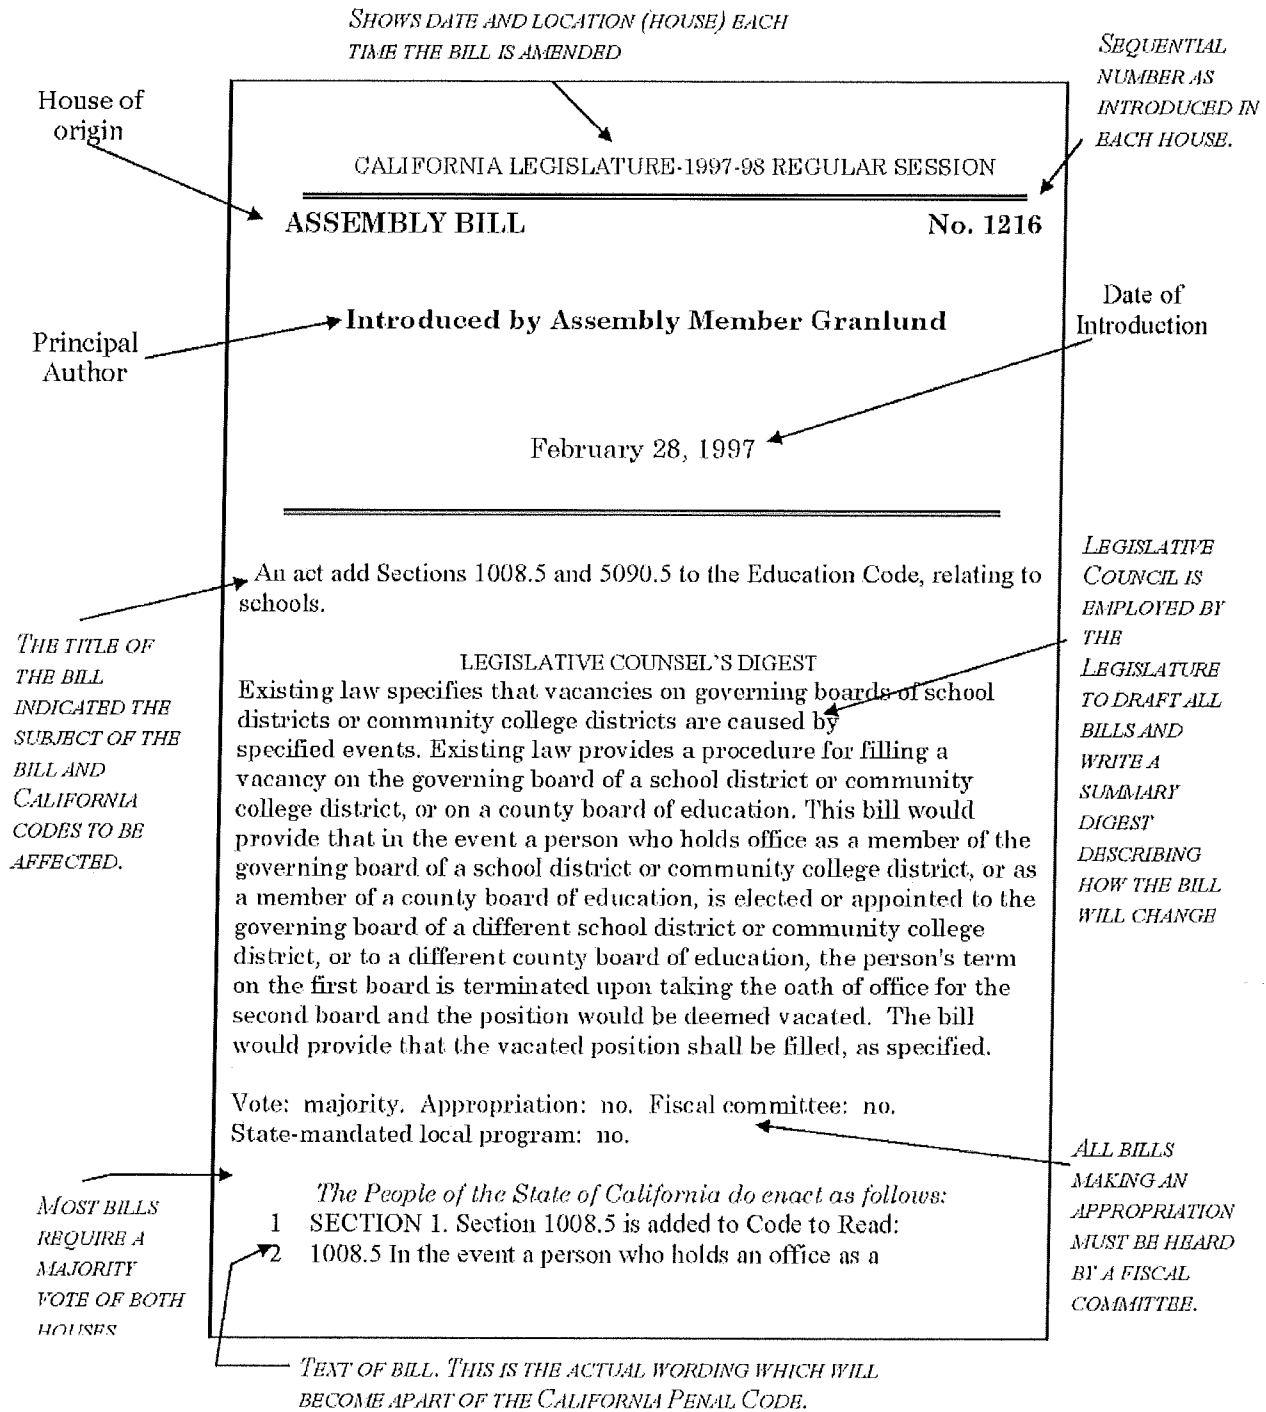 SHOWS DATE AND LOCATION (HOUSE) EACH
TIME THE BILL IS AMENDED
SEQUENTIAL
NUMBER AS
INTRODUCED IN
EACH HOUSE.
House of
origin
CALIFORNIA LEGISLATURE-1997-98 REGULAR SESSION
ASSEMBLY BILL No. 1216
Introduced by Assembly Member Granlund
Principal
Author
Date of
Introduction
February 28, 1997
An act add Sections 1008.5 and 5090.5 to the Education Code, relating to
schools.
THE TITLE OF
THE BILL
INDICATED THE
SUBJECT OF THE
BILL AND
CALIFORNIA
CODES TO BE
AFFECTED.
LEGISLATIVE
COUNCIL IS
EMPLOYED BY
THE
LEGISLATURE
TO DRAFT ALL
BILLS AND
WRITE A
SUMMARY
DIGEST
DESCRIBING
HOW THE BILL
WILL CHANGE
LEGISLATIVE COUNSEL'S DIGEST
Existing law specifies that vacancies on governing boards of school
districts or community college districts are caused by
specified events. Existing law provides a procedure for filling a
vacancy on the governing board of a school district or community
college district, or on a county board of education. This bill would
provide that in the event a person who holds office as a member of the
governing board of a school district or community college district, or as
a member of a county board of education, is elected or appointed to the
governing board of a different school district or community college
district, or to a different county board of education, the person's term
on the first board is terminated upon taking the oath of office for the
second board and the position would be deemed vacated. The bill
would provide that the vacated position shall be filled, as specified.
Vote: majority. Appropriation: no. Fiscal committee: no.
State-mandated local program: no.
ALL BILLS
MAKING AN
APPROPRIATION
MUST BE HEARD
BY A FISCAL
COMMITTEE.
MOST BILLS
REQUIRE A
MAJORITY
VOTE OF BOTH
HOUSES
The People of the State of California do enact as follows:
1 SECTION 1. Section 1008.5 is added to Code to Read:
2 1008.5 In the event a person who holds an office as a
TEXT OF BILL. THIS IS THE ACTUAL WORDING WHICH WILL
BECOME APART OF THE CALIFORNIA PENAL CODE.